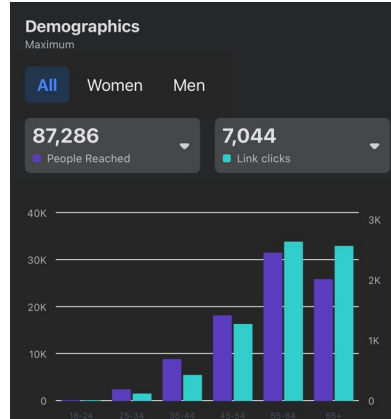 Demographics
Maximum
All Women Men
87,286 7,044
People Reached Link clicks
40K
3K
30K
2K
20K
1K
10K
0 0
18-24 25-34 35-44 45-54 55-64 65+